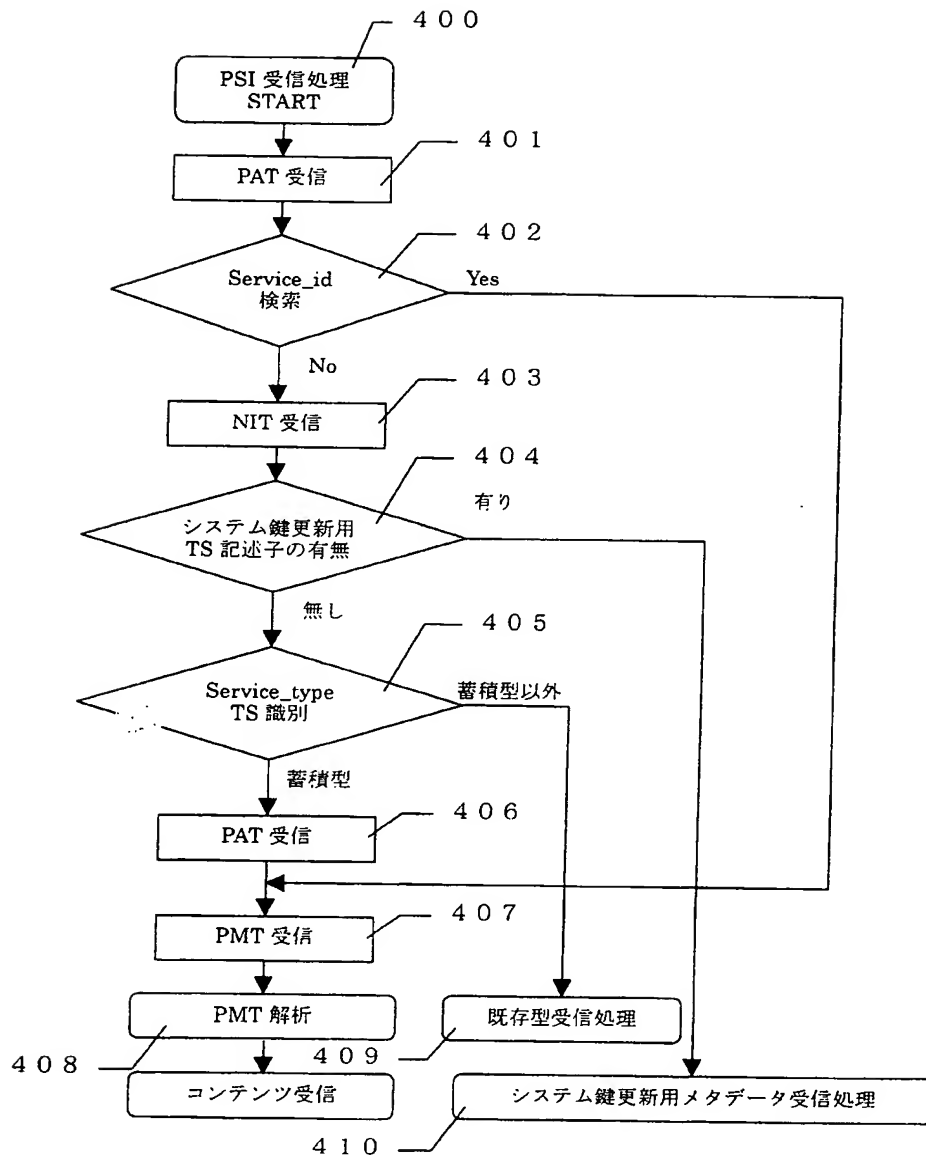 ４００
PSI 受信処理
START
４０１
PAT 受信
４０２
Service_id
検索
Yes
No
４０３
NIT 受信
４０４
有り
システム鍵更新用
TS 記述子の有無
無し
４０５
Service_type
TS 識別
蓄積型以外
蓄積型
４０６
PAT 受信
４０７
PMT 受信
PMT 解析
既存型受信処理
４０８
４０９
コンテンツ受信
システム鍵更新用メタデータ受信処理
４１０